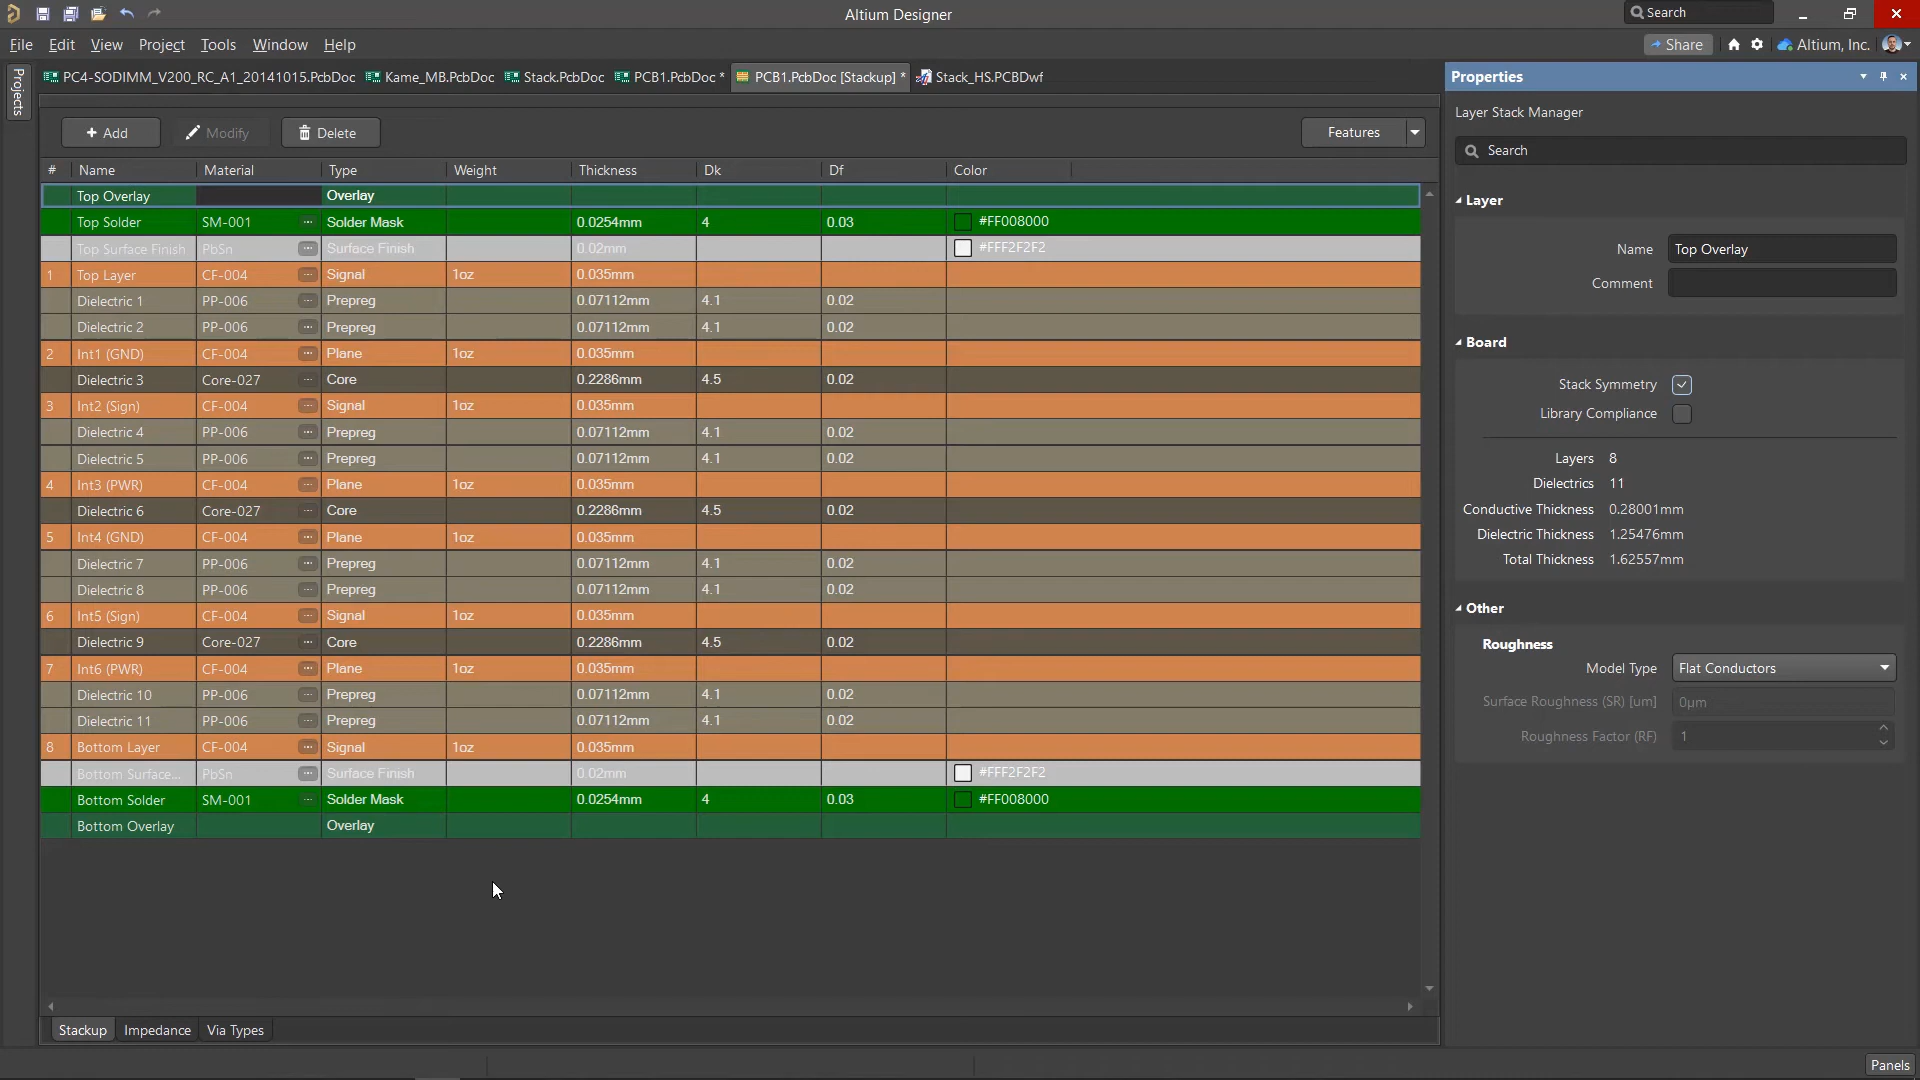 Altium Designer
Search
File Edit View Project Tools Window Help
Share Altium, Inc.
Projects
PC4-SODIMM_V200_RC_A1_20141015.PcbDoc Kame_MB.PcbDoc Stack.PcbDoc PCB1.PcbDoc * PCB1.PcbDoc [Stackup] * Stack_HS.PCBDwf
+ Add Modify Delete Features
# Name Material Type Weight Thickness Dk Df Color
Top Overlay Overlay
Top Solder SM-001 ... Solder Mask 0.0254mm 4 0.03 #FF008000
Top Surface Finish PbSn ... Surface Finish 0.02mm #FFF2F2F2
1 Top Layer CF-004 ... Signal 1oz 0.035mm
Dielectric 1 PP-006 ... Prepreg 0.07112mm 4.1 0.02
Dielectric 2 PP-006 ... Prepreg 0.07112mm 4.1 0.02
2 Int1 (GND) CF-004 ... Plane 1oz 0.035mm
Dielectric 3 Core-027 ... Core 0.2286mm 4.5 0.02
3 Int2 (Sign) CF-004 ... Signal 1oz 0.035mm
Dielectric 4 PP-006 ... Prepreg 0.07112mm 4.1 0.02
Dielectric 5 PP-006 ... Prepreg 0.07112mm 4.1 0.02
4 Int3 (PWR) CF-004 ... Plane 1oz 0.035mm
Dielectric 6 Core-027 ... Core 0.2286mm 4.5 0.02
5 Int4 (GND) CF-004 ... Plane 1oz 0.035mm
Dielectric 7 PP-006 ... Prepreg 0.07112mm 4.1 0.02
Dielectric 8 PP-006 ... Prepreg 0.07112mm 4.1 0.02
6 Int5 (Sign) CF-004 ... Signal 1oz 0.035mm
Dielectric 9 Core-027 ... Core 0.2286mm 4.5 0.02
7 Int6 (PWR) CF-004 ... Plane 1oz 0.035mm
Dielectric 10 PP-006 ... Prepreg 0.07112mm 4.1 0.02
Dielectric 11 PP-006 ... Prepreg 0.07112mm 4.1 0.02
8 Bottom Layer CF-004 ... Signal 1oz 0.035mm
Bottom Surface... PbSn ... Surface Finish 0.02mm #FFF2F2F2
Bottom Solder SM-001 ... Solder Mask 0.0254mm 4 0.03 #FF008000
Bottom Overlay Overlay
Stackup Impedance Via Types
Properties
Layer Stack Manager
Search
Layer
Name Top Overlay
Comment
Board
Stack Symmetry
Library Compliance
Layers 8
Dielectrics 11
Conductive Thickness 0.28001mm
Dielectric Thickness 1.25476mm
Total Thickness 1.62557mm
Other
Roughness
Model Type Flat Conductors
Surface Roughness (SR) [um] 0µm
Roughness Factor (RF) 1
Panels